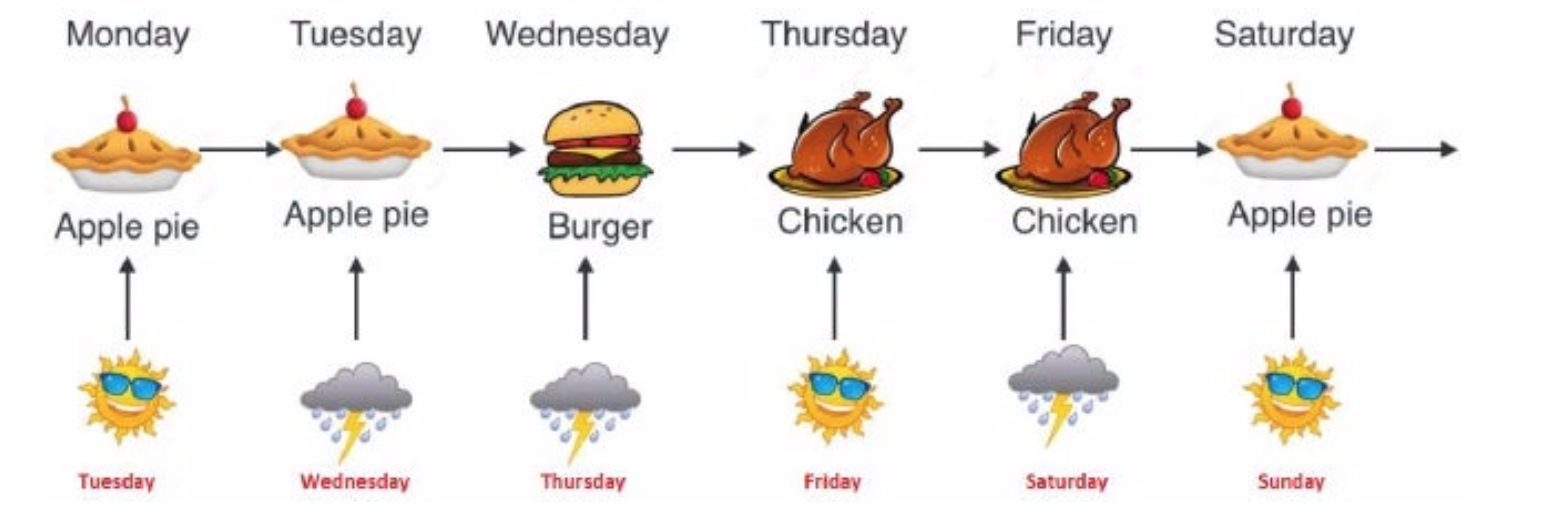 Monday Tuesday Wednesday Thursday Friday Saturday
Apple pie Apple pie Burger Chicken Chicken Apple pie
Tuesday Wednesday Thursday Friday Saturday Sunday